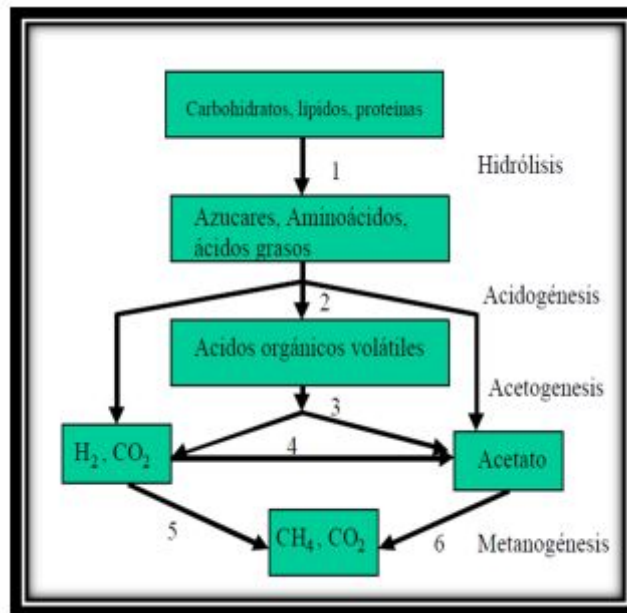 Carbohidratos, lípidos, proteínas
1
Hidrólisis
Azucares, Aminoácidos,
ácidos grasos
Acidogénesis
2
Acidos orgánicos volátiles
Acetogenesis
3
H₂ , CO₂
4
Acetato
5
CH₄ , CO₂
6
Metanogénesis